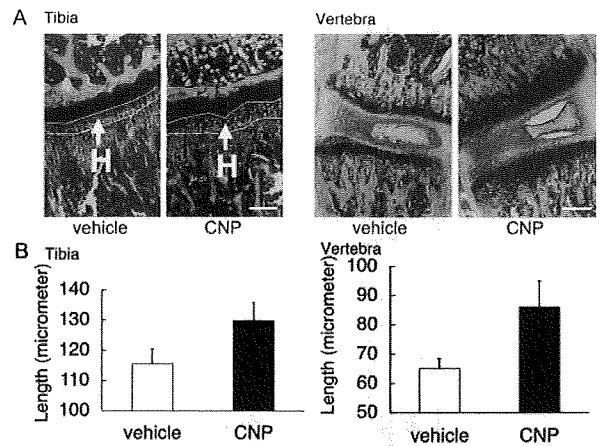 A Tibia Vertebra
H H
vehicle CNP vehicle CNP
B Tibia Vertebra
Length (micrometer)
140
130
120
110
100
vehicle CNP
Length (micrometer)
100
90
80
70
60
50
vehicle CNP